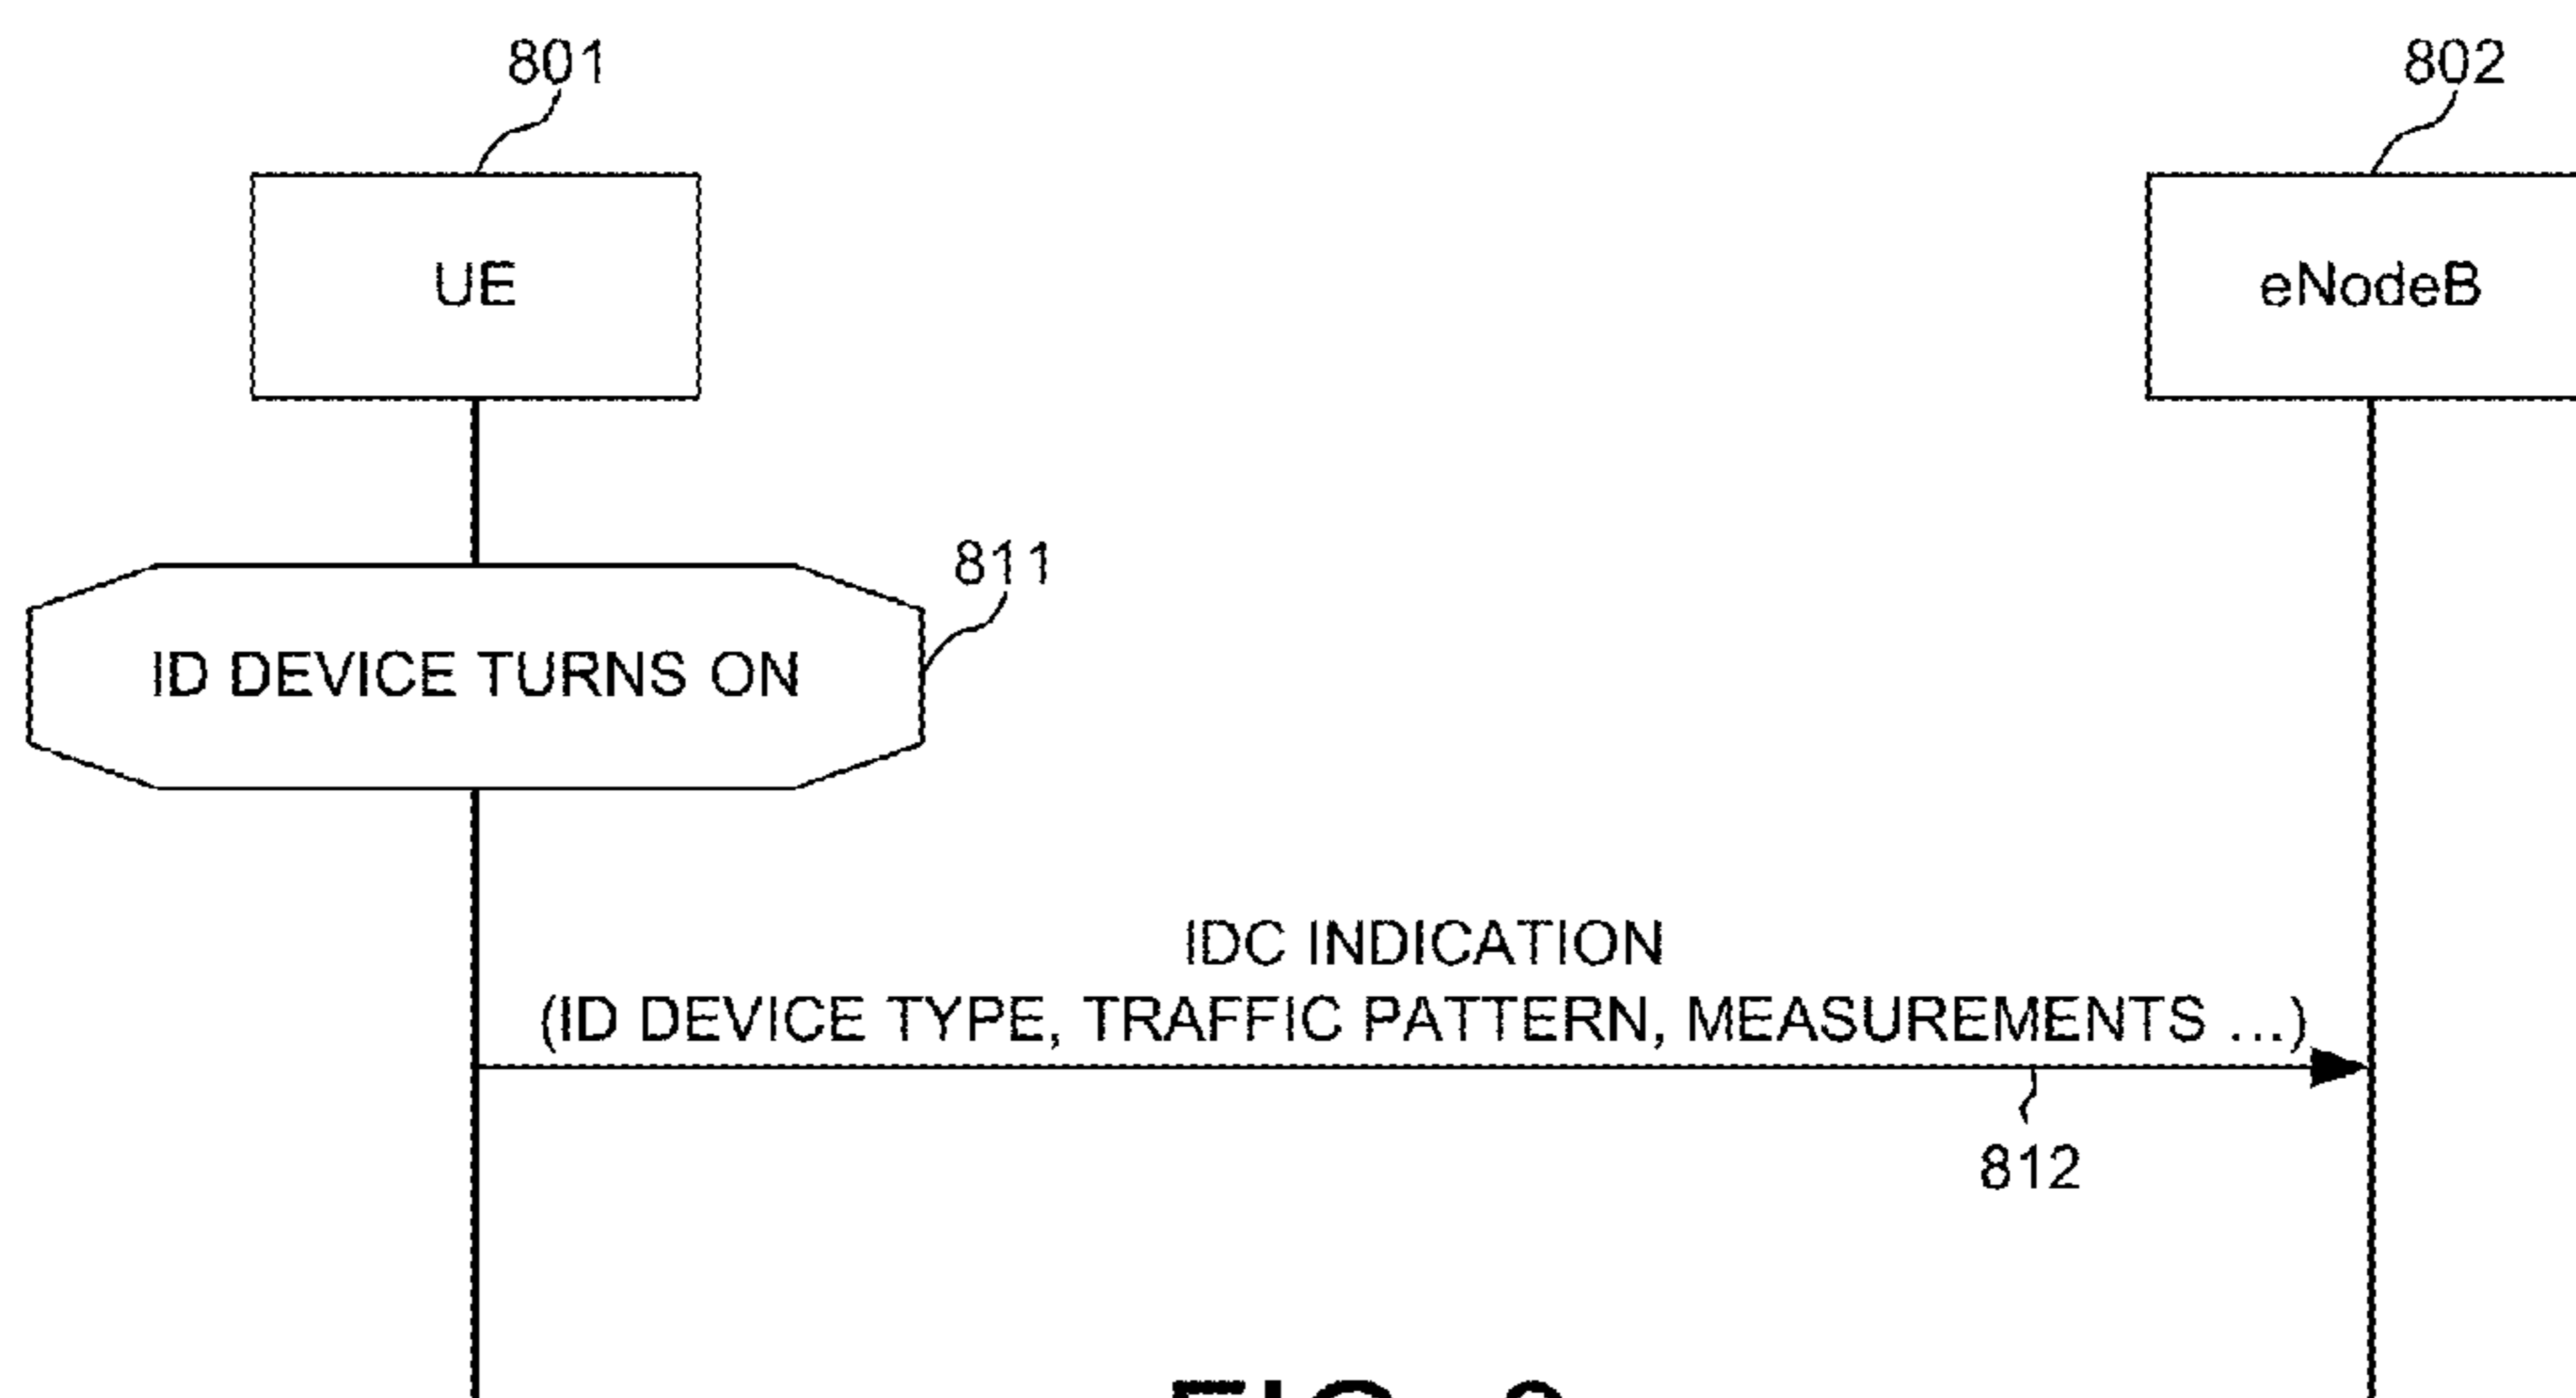 801
802
UE
eNodeB
811
ID DEVICE TURNS ON
IDC INDICATION
(ID DEVICE TYPE, TRAFFIC PATTERN, MEASUREMENTS ...)
812